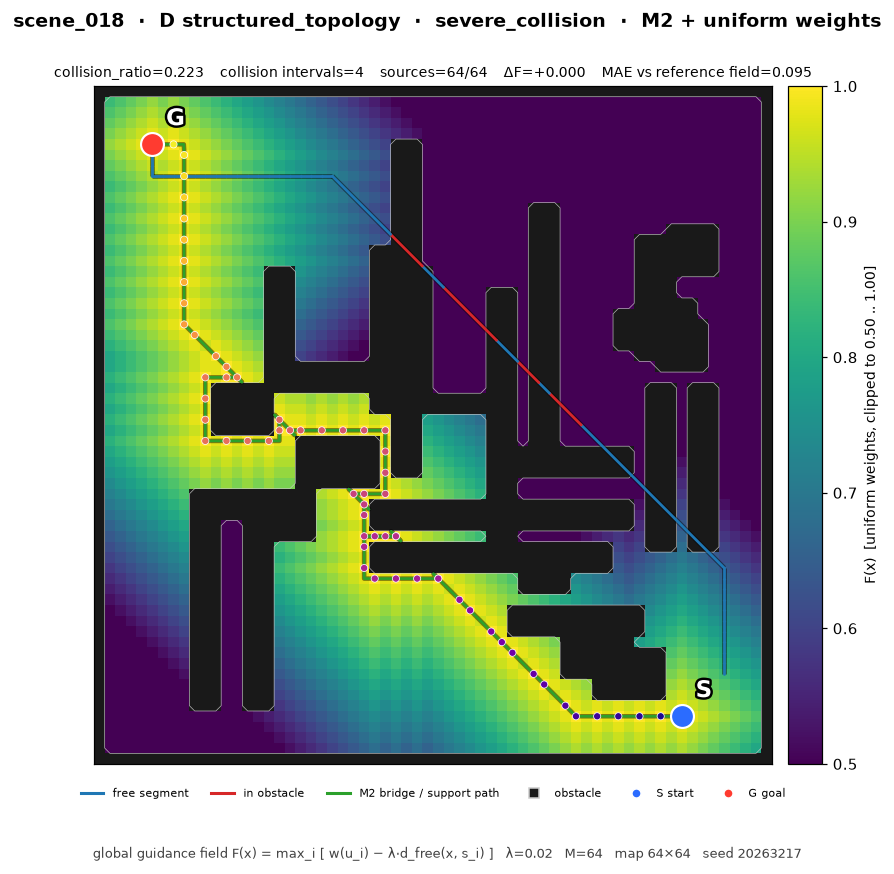 scene_018 · D structured_topology · severe_collision · M2 + uniform weights
collision_ratio=0.223 collision intervals=4 sources=64/64 ΔF=+0.000 MAE vs reference field=0.095
G
S
1.0
0.9
0.8
0.7
0.6
0.5
F(x) [uniform weights, clipped to 0.50 .. 1.00]
free segment
in obstacle
M2 bridge / support path
obstacle
S start
G goal
global guidance field F(x) = max_i [ w(u_i) − λ·d_free(x, s_i) ] λ=0.02 M=64 map 64×64 seed 20263217